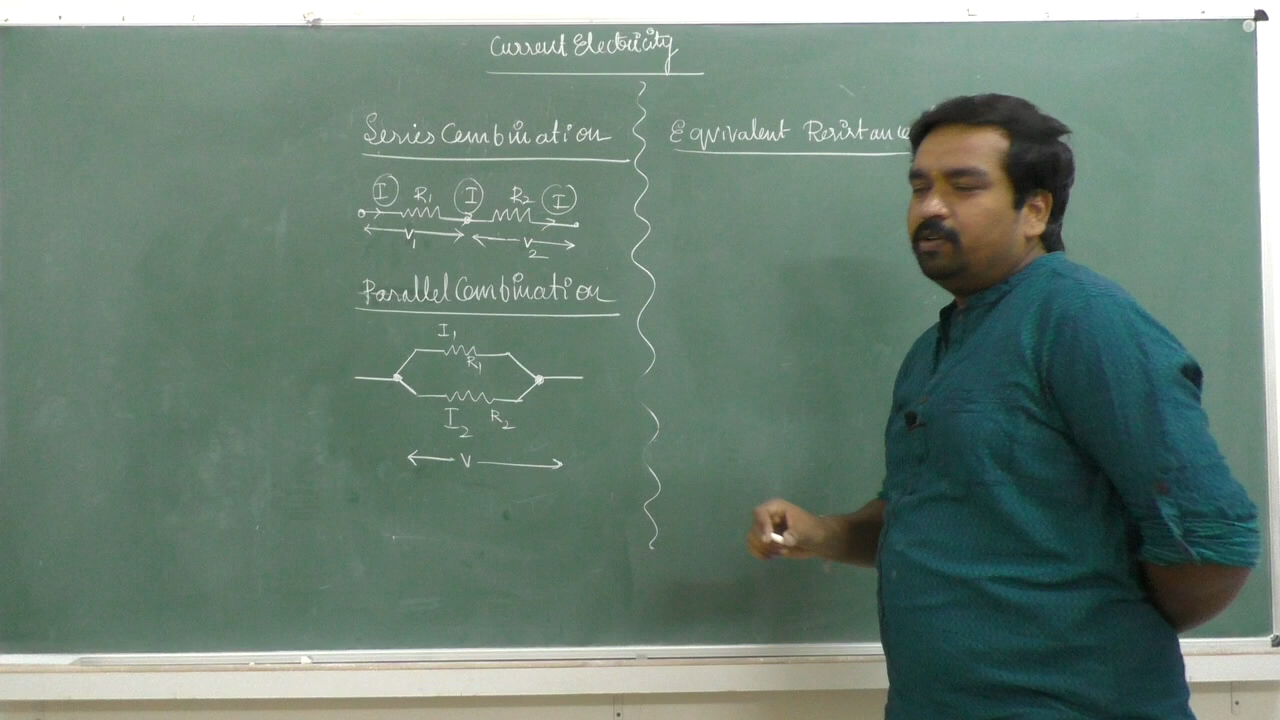 Current Electricity
Series Combination
I R1 I R2 I
V1 V2
Parallel Combination
I1
R1
I2 R2
V
Equivalent Resistance